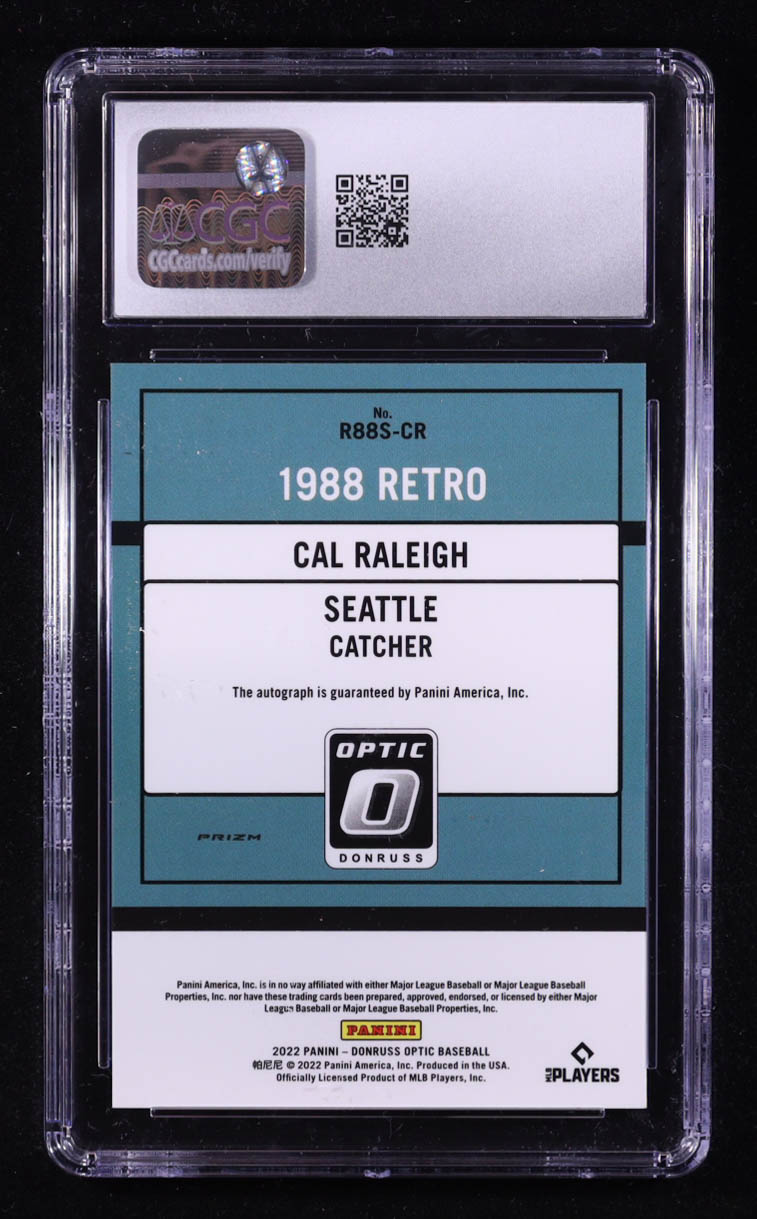 CGC
CGCcards.com/verify
No.
R88S-CR
1988 RETRO
CAL RALEIGH
SEATTLE
CATCHER
The autograph is guaranteed by Panini America, Inc.
OPTIC
O
DONRUSS
PRIZM
Panini America, Inc. is in no way affiliated with either Major League Baseball or Major League Baseball
Properties, Inc. nor have these trading cards been prepared, approved, endorsed, or licensed by either Major
League Baseball or Major League Baseball Properties, Inc.
PANINI
2022 PANINI – DONRUSS OPTIC BASEBALL
帕尼尼 © 2022 Panini America, Inc. Produced in the USA.
Officially Licensed Product of MLB Players, Inc.
MLB PLAYERS